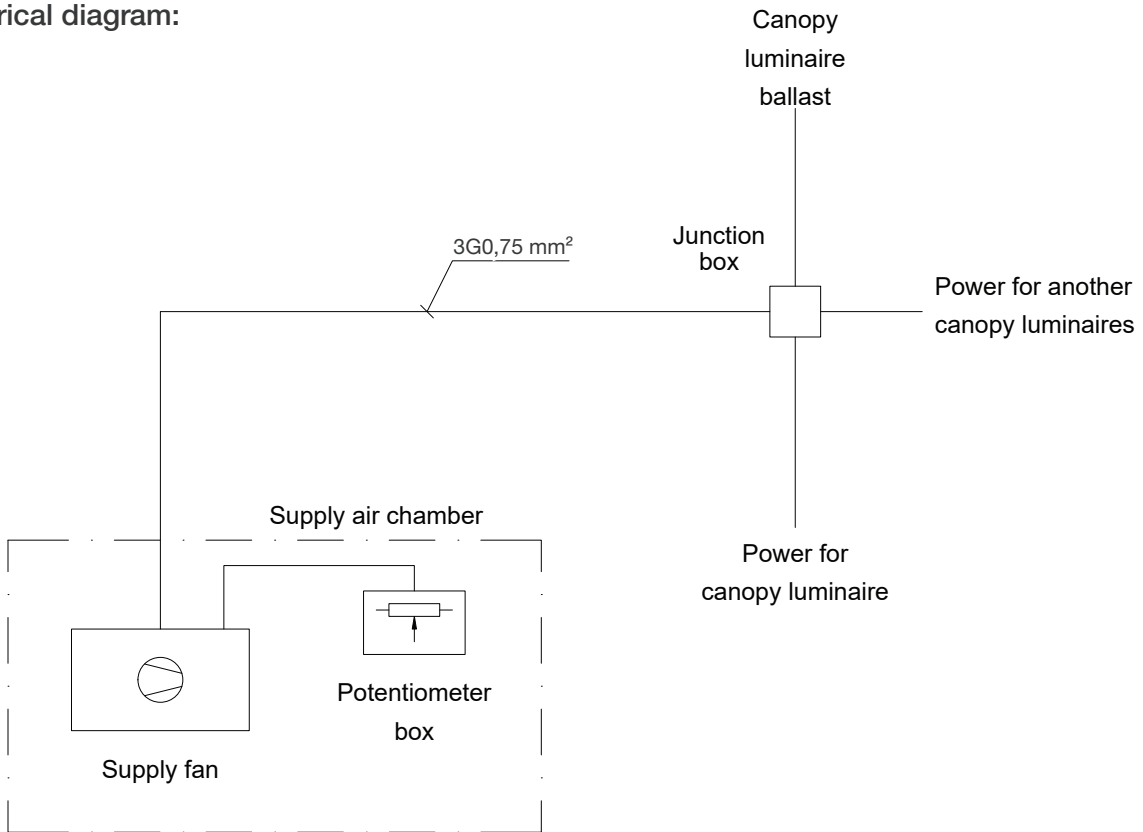 rical diagram:
Canopy
luminaire
ballast
3G0,75 mm²
Junction
box
Power for another
canopy luminaires
Supply air chamber
Power for
canopy luminaire
Potentiometer
box
Supply fan